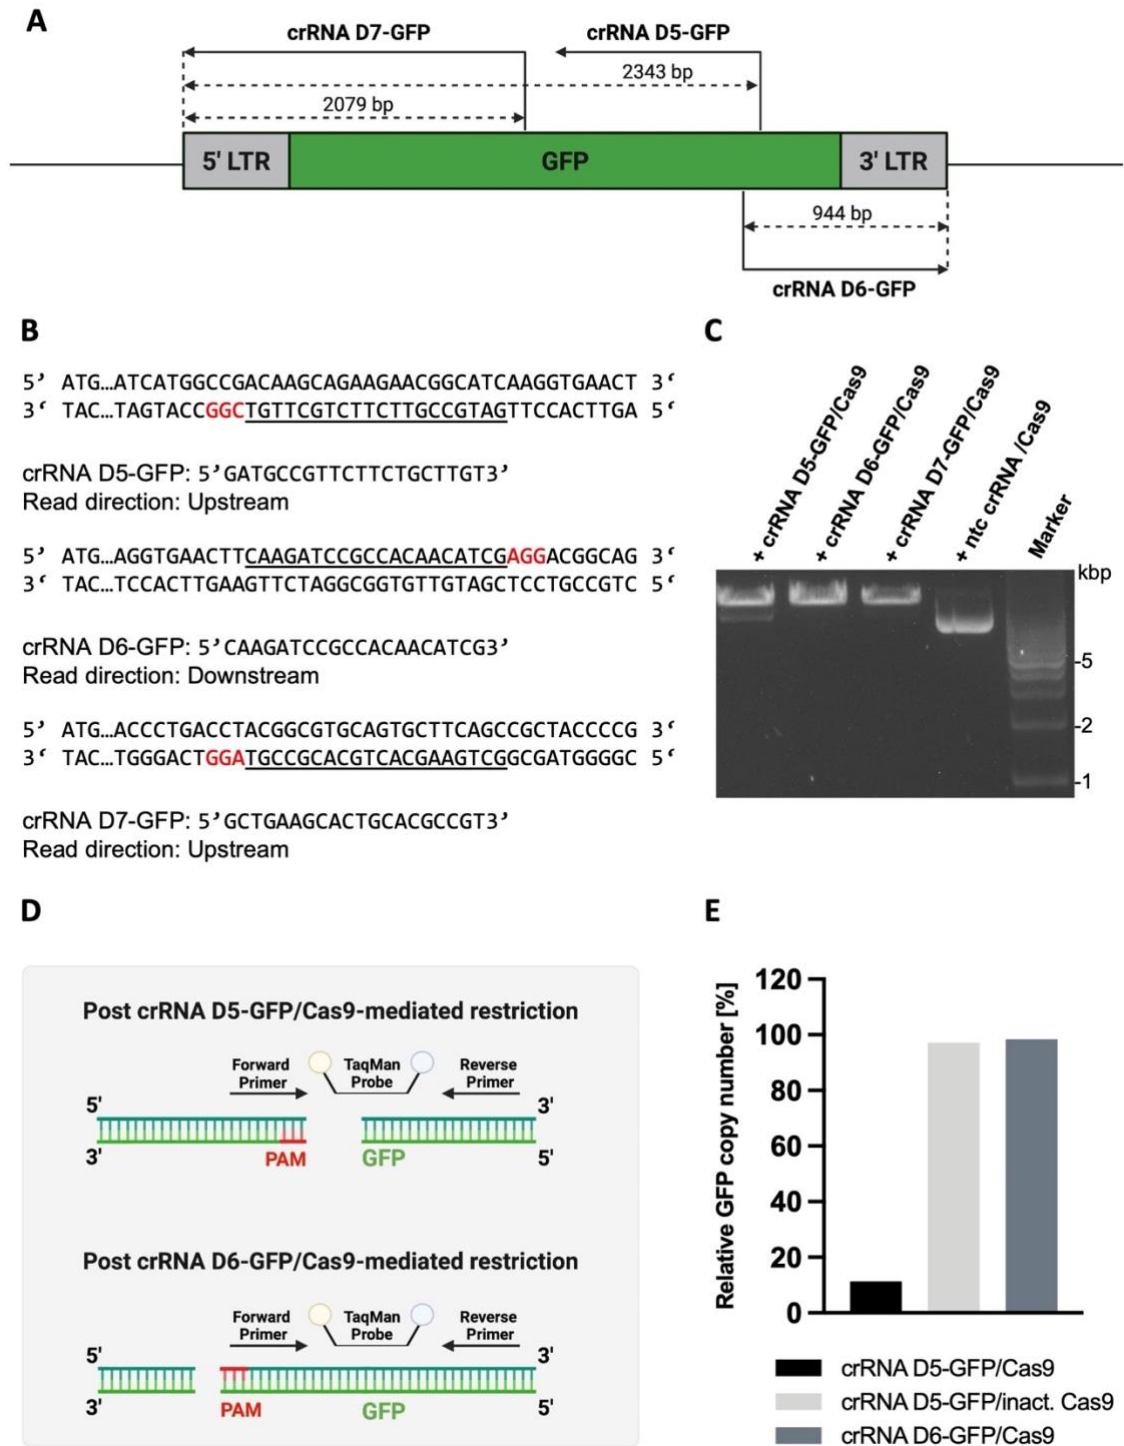 A
crRNA D7-GFP
crRNA D5-GFP
2343 bp
2079 bp
5' LTR
GFP
3' LTR
944 bp
crRNA D6-GFP
B
5’ ATG…ATCATGGCCGACAAGCAGAAGAACGGCATCAAGGTGAACT 3‘
3‘ TAC…TAGTACCGGCTGTTCGTCTTCTTGCCGTAGTTCCACTTGA 5‘
crRNA D5-GFP: 5’GATGCCGTTCTTCTGCTTGT3’
Read direction: Upstream
5’ ATG…AGGTGAACTTCAAGATCCGCCACAACATCGAGGACGGCAG 3‘
3‘ TAC…TCCACTTGAAGTTCTAGGCGGTGTTGTAGCTCCTGCCGTC 5‘
crRNA D6-GFP: 5’CAAGATCCGCCACAACATCG3’
Read direction: Downstream
5’ ATG…ACCCTGACCTACGGCGTGCAGTGCTTCAGCCGCTACCCCG 3‘
3‘ TAC…TGGGACTGGATGCCGCACGTCACGAAGTCGGCGATGGGGC 5‘
crRNA D7-GFP: 5’GCTGAAGCACTGCACGCCGT3’
Read direction: Upstream
C
+ crRNA D5-GFP/Cas9
+ crRNA D6-GFP/Cas9
+ crRNA D7-GFP/Cas9
+ ntc crRNA /Cas9
Marker
kbp
-5
-2
-1
D
Post crRNA D5-GFP/Cas9-mediated restriction
Forward
Primer
TaqMan
Probe
Reverse
Primer
5'
3'
3'
PAM
GFP
5'
Post crRNA D6-GFP/Cas9-mediated restriction
Forward
Primer
TaqMan
Probe
Reverse
Primer
5'
3'
3'
PAM
GFP
5'
E
Relative GFP copy number [%]
120
100
80
60
40
20
0
crRNA D5-GFP/Cas9
crRNA D5-GFP/inact. Cas9
crRNA D6-GFP/Cas9